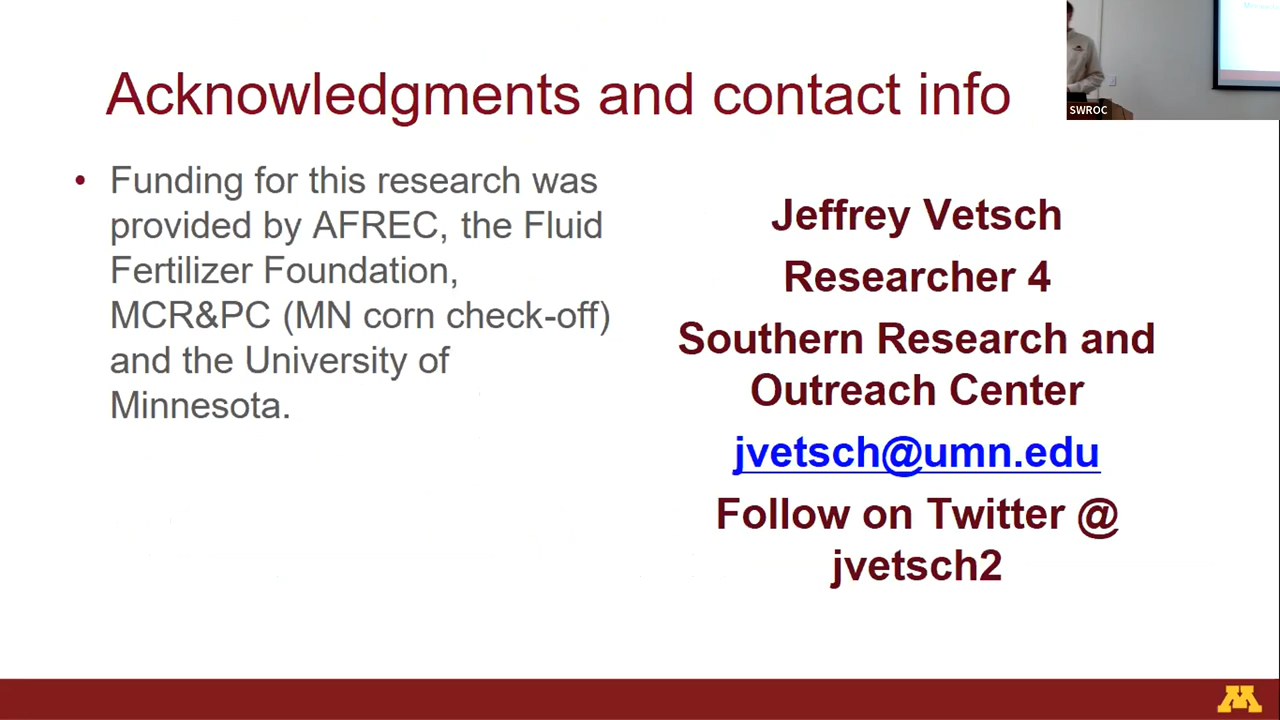 Acknowledgments and contact info
SWROC
• Funding for this research was
provided by AFREC, the Fluid
Fertilizer Foundation,
MCR&PC (MN corn check-off)
and the University of
Minnesota.
Jeffrey Vetsch
Researcher 4
Southern Research and
Outreach Center
jvetsch@umn.edu
Follow on Twitter @
jvetsch2
M